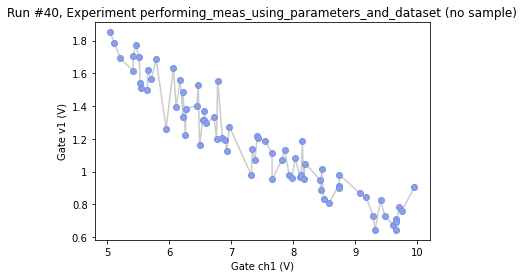 Run #40, Experiment performing_meas_using_parameters_and_dataset (no sample)
1.8
1.6
1.4
1.2
1
0.8
0.6
Gate v1 (V)
5 6 7 8 9 10
Gate ch1 (V)